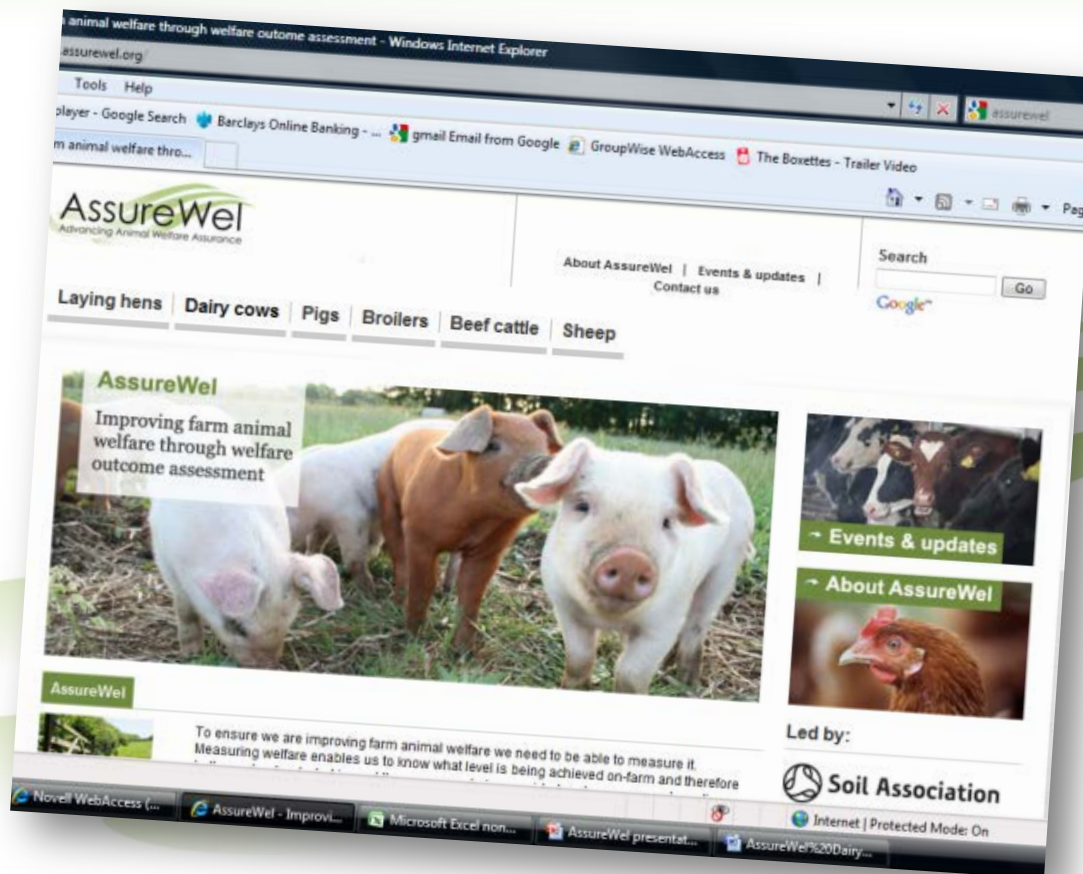 animal welfare through welfare outome assessment - Windows Internet Explorer
assurewel.org/
assurewel
Tools Help
player - Google Search Barclays Online Banking - ... gmail Email from Google GroupWise WebAccess The Boxettes - Trailer Video
m animal welfare thro...
Pag
AssureWel
Advancing Animal Welfare Assurance
About AssureWel | Events & updates |
Contact us
Search
Go
Google™
Laying hens | Dairy cows | Pigs | Broilers | Beef cattle | Sheep
AssureWel
Improving farm animal
welfare through welfare
outcome assessment
→ Events & updates
→ About AssureWel
AssureWel
To ensure we are improving farm animal welfare we need to be able to measure it.
Measuring welfare enables us to know what level is being achieved on-farm and therefore
Led by:
Soil Association
Internet | Protected Mode: On
Novell WebAccess (...
AssureWel - Improvi...
Microsoft Excel non...
AssureWel presentat...
AssureWel%20Dairy...